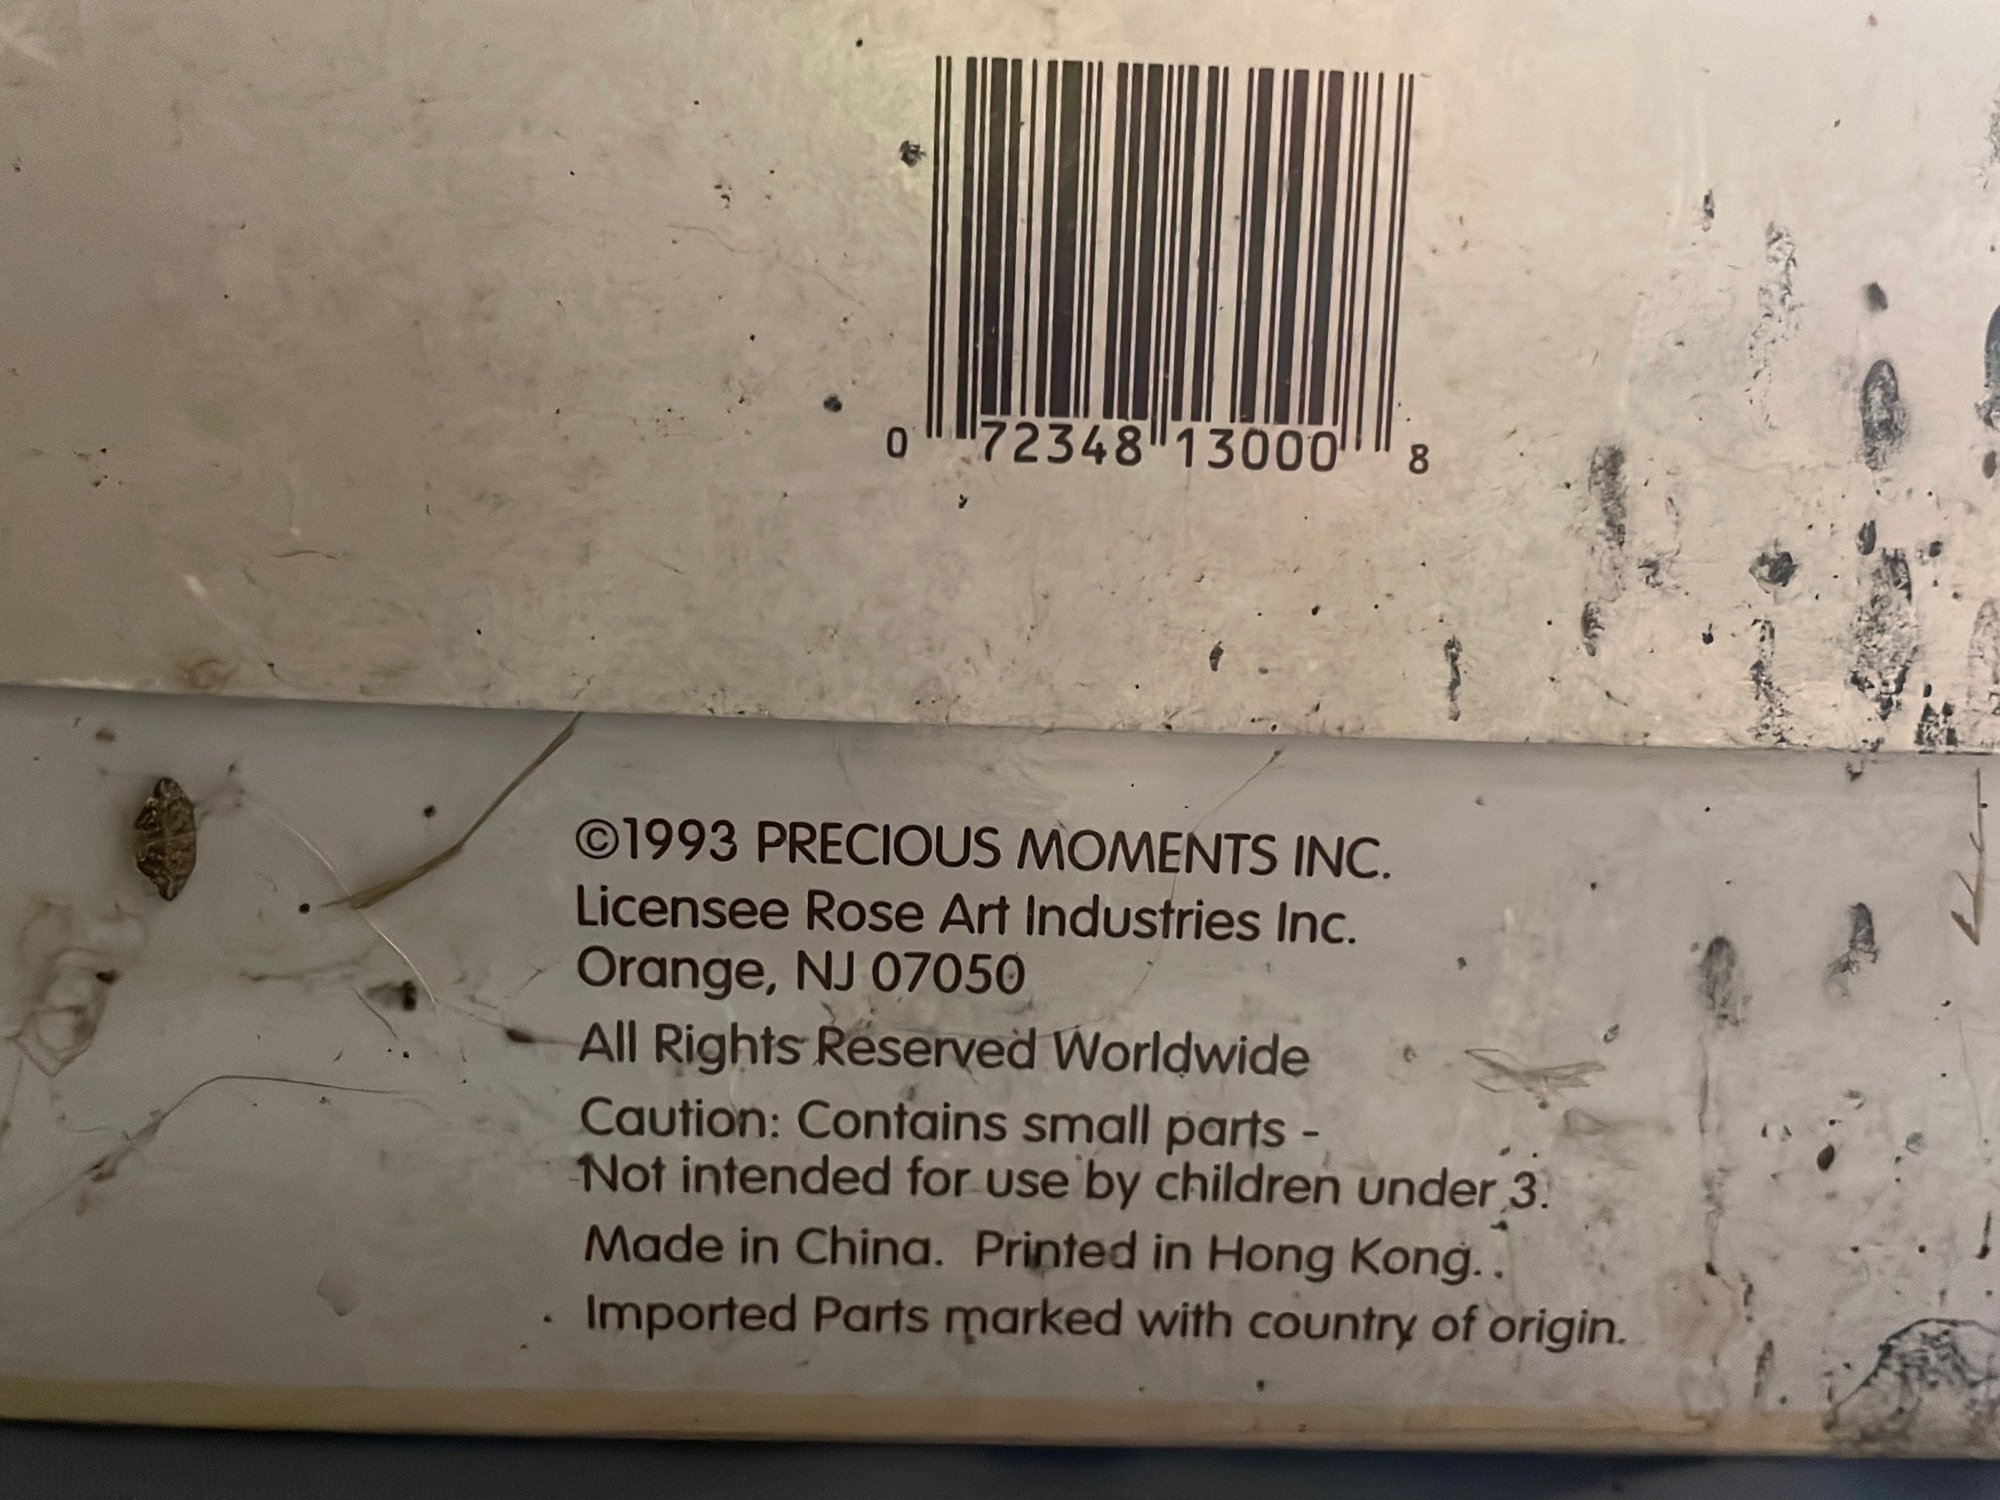 0 72348 13000 8
©1993 PRECIOUS MOMENTS INC.
Licensee Rose Art Industries Inc.
Orange, NJ 07050
All Rights Reserved Worldwide
Caution: Contains small parts -
Not intended for use by children under 3.
Made in China. Printed in Hong Kong.
Imported Parts marked with country of origin.